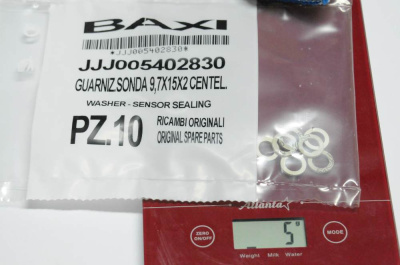 BAXI
*JJJ005402830*
JJJ005402830
GUARNIZ.SONDA 9,7X15X2 CENTEL.
WASHER - SENSOR SEALING
PZ.10
RICAMBI ORIGINALI
ORIGINAL SPARE PARTS
Atlanta
ZERO
ON/OFF
5
MODE
Weight Milk Water